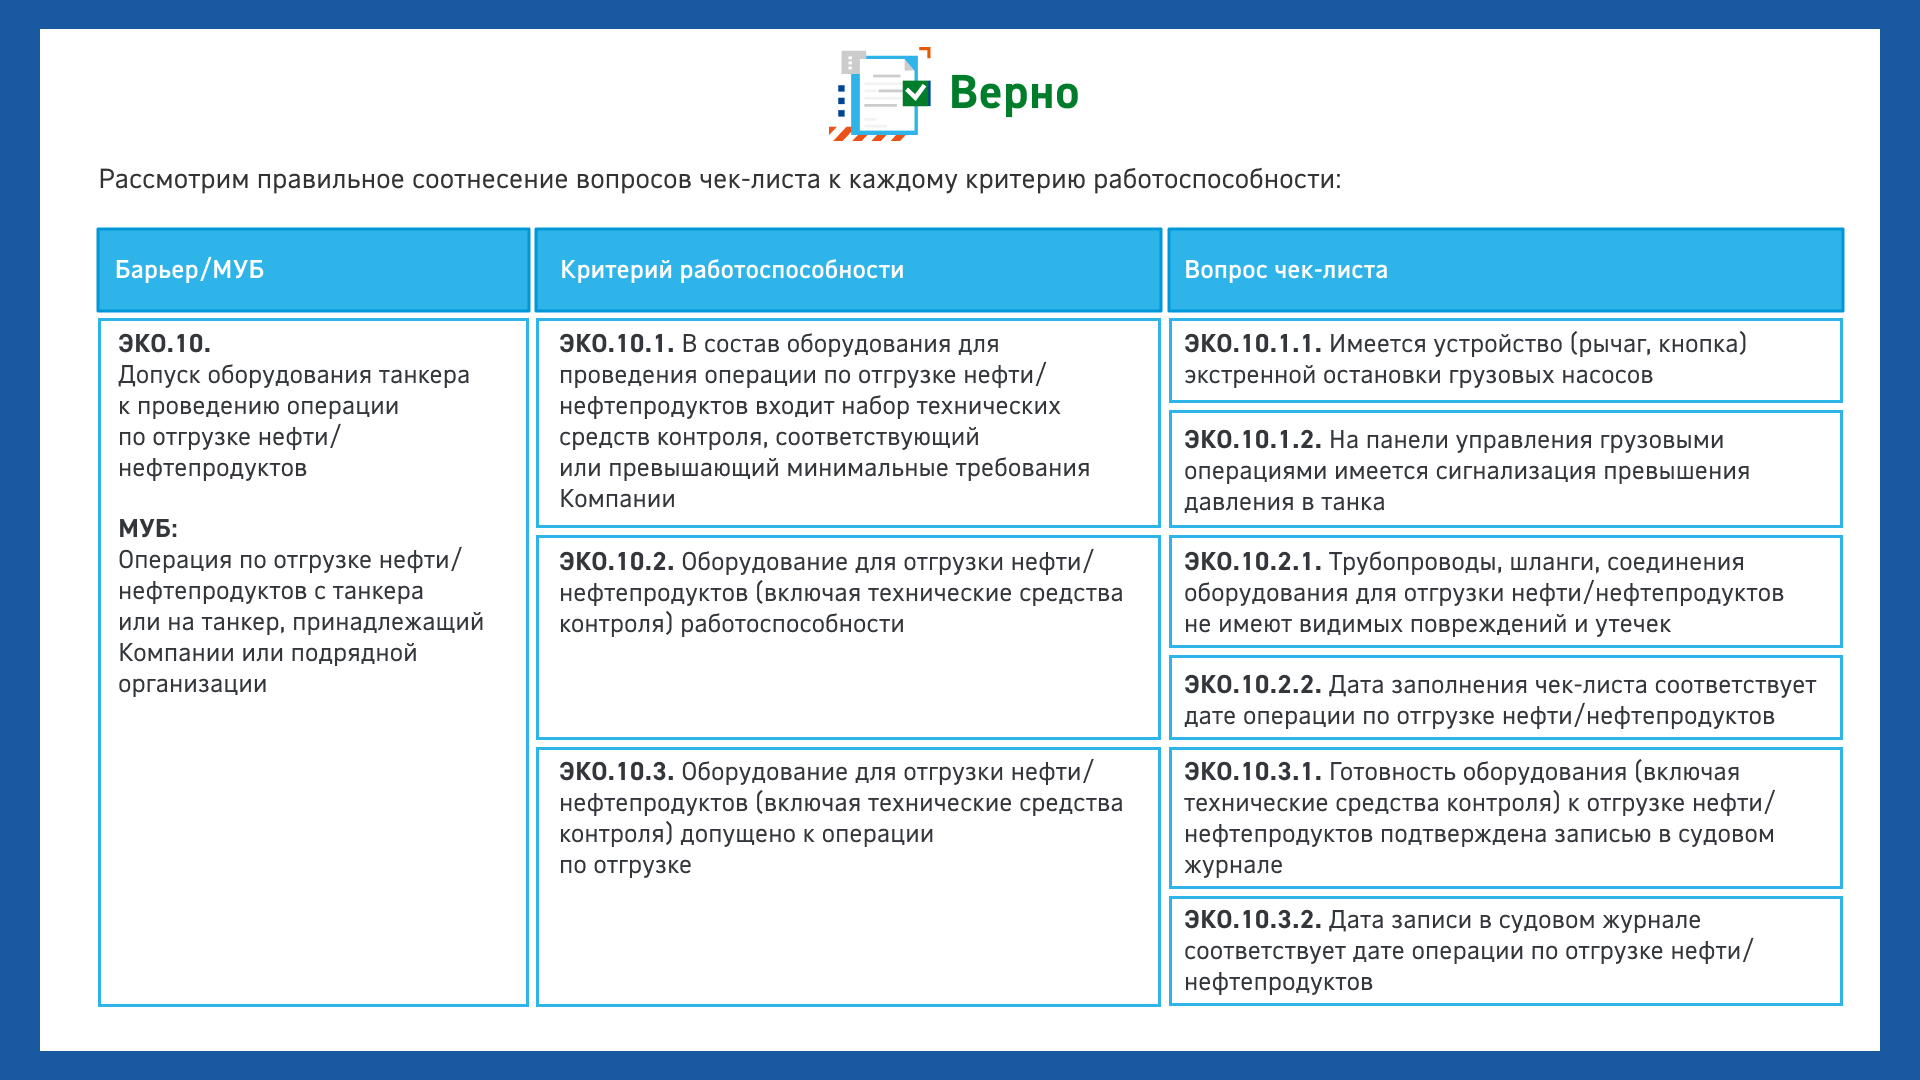 Верно
Рассмотрим правильное соотнесение вопросов чек-листа к каждому критерию работоспособности:
Барьер/МУБ
Критерий работоспособности
Вопрос чек-листа
ЭКО.10.
Допуск оборудования танкера
к проведению операции
по отгрузке нефти/
нефтепродуктов
МУБ:
Операция по отгрузке нефти/
нефтепродуктов с танкера
или на танкер, принадлежащий
Компании или подрядной
организации
ЭКО.10.1. В состав оборудования для
проведения операции по отгрузке нефти/
нефтепродуктов входит набор технических
средств контроля, соответствующий
или превышающий минимальные требования
Компании
ЭКО.10.1.1. Имеется устройство (рычаг, кнопка)
экстренной остановки грузовых насосов
ЭКО.10.1.2. На панели управления грузовыми
операциями имеется сигнализация превышения
давления в танка
ЭКО.10.2. Оборудование для отгрузки нефти/
нефтепродуктов (включая технические средства
контроля) работоспособности
ЭКО.10.2.1. Трубопроводы, шланги, соединения
оборудования для отгрузки нефти/нефтепродуктов
не имеют видимых повреждений и утечек
ЭКО.10.2.2. Дата заполнения чек-листа соответствует
дате операции по отгрузке нефти/нефтепродуктов
ЭКО.10.3. Оборудование для отгрузки нефти/
нефтепродуктов (включая технические средства
контроля) допущено к операции
по отгрузке
ЭКО.10.3.1. Готовность оборудования (включая
технические средства контроля) к отгрузке нефти/
нефтепродуктов подтверждена записью в судовом
журнале
ЭКО.10.3.2. Дата записи в судовом журнале
соответствует дате операции по отгрузке нефти/
нефтепродуктов